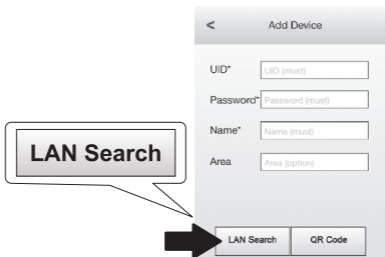 < Add Device
UID* UID (must)
Password* Password (must)
Name* Name (must)
Area Area (option)
LAN Search
LAN Search QR Code